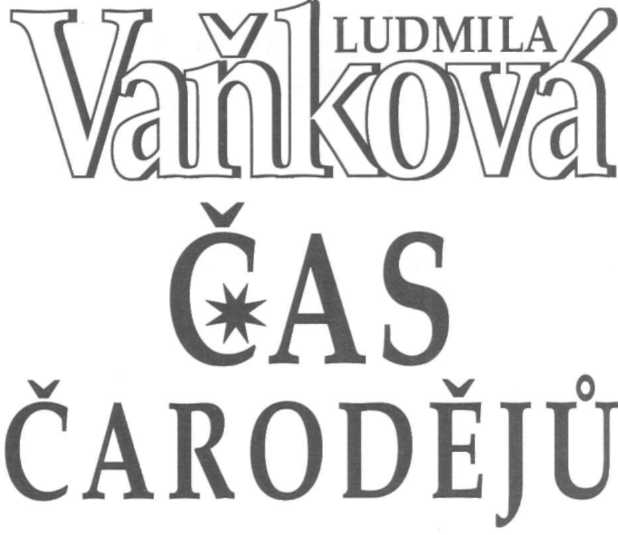 LUDMILA
Vaňková
ČAS
ČARODĚJŮ